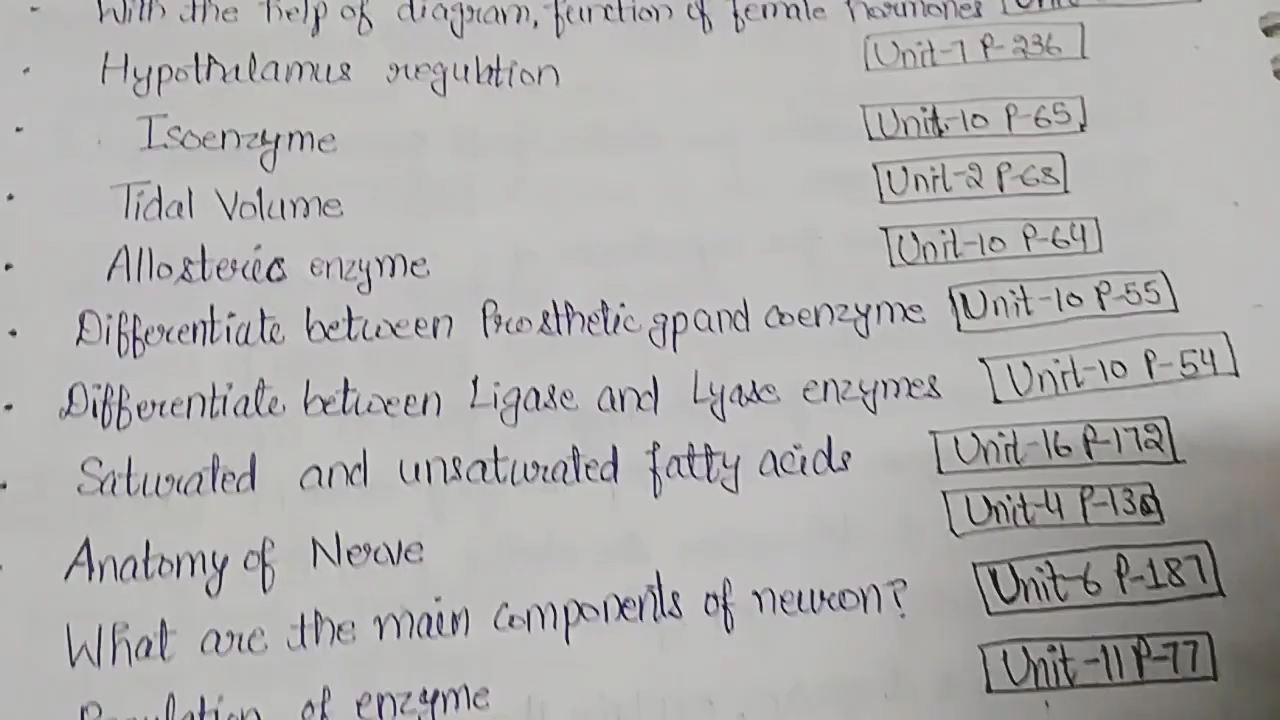 With the help of diagram, function of female hormones
Hypothalamus regultion [Unit-7 P-236]
Isoenzyme [Unit-10 P-65]
Tidal Volume [Unit-2 P-68]
Allosteric enzyme [Unit-10 P-64]
Differentiate between Prosthetic gp and coenzyme [Unit-10 P-55]
Differentiate between Ligase and Lyase enzymes [Unit-10 P-54]
Saturated and unsaturated fatty acids [Unit-16 P-172]
Anatomy of Nerve [Unit-4 P-130]
What are the main components of neuron? [Unit-6 P-187]
Regulation of enzyme [Unit-11 P-77]